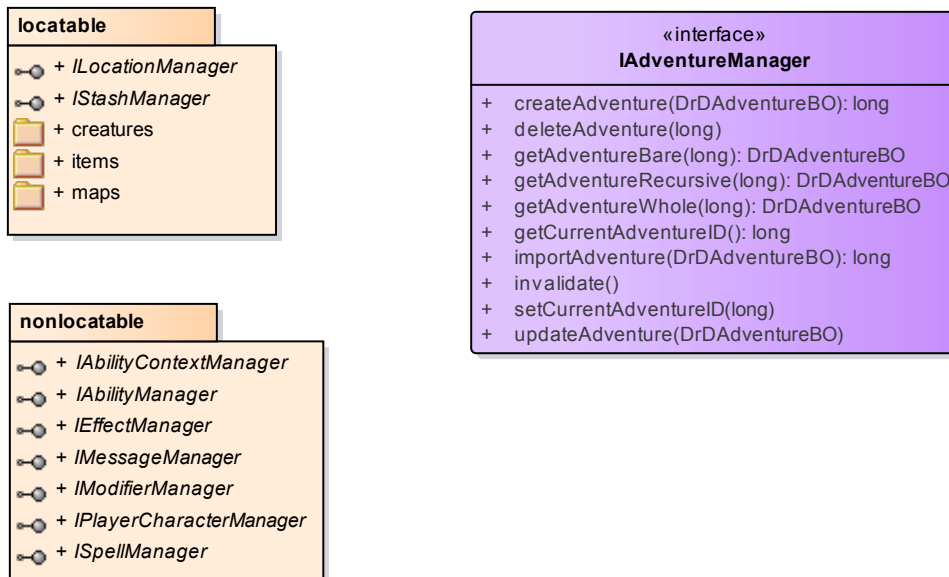 locatable
+ ILocationManager
+ IStashManager
+ creatures
+ items
+ maps
nonlocatable
+ IAbilityContextManager
+ IAbilityManager
+ IEffectManager
+ IMessageManager
+ IModifierManager
+ IPlayerCharacterManager
+ ISpellManager
«interface»
IAdventureManager
+ createAdventure(DrDAdventureBO): long
+ deleteAdventure(long)
+ getAdventureBare(long): DrDAdventureBO
+ getAdventureRecursive(long): DrDAdventureBO
+ getAdventureWhole(long): DrDAdventureBO
+ getCurrentAdventureID(): long
+ importAdventure(DrDAdventureBO): long
+ invalidate()
+ setCurrentAdventureID(long)
+ updateAdventure(DrDAdventureBO)